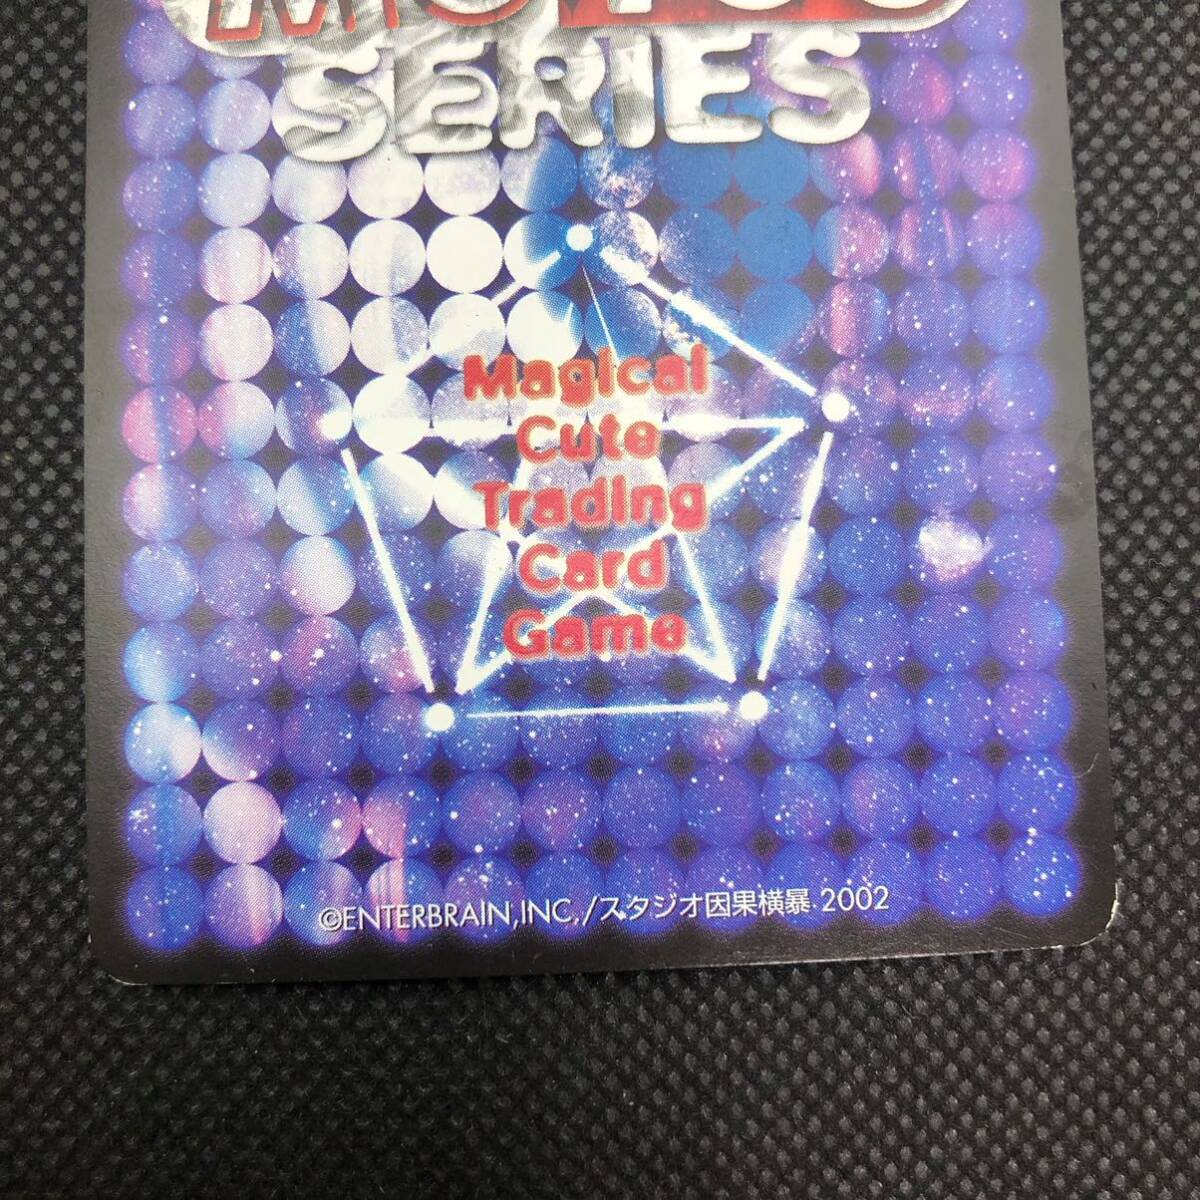 SERIES
Magical
Cute
Trading
Card
Game
©ENTERBRAIN,INC./スタジオ因果横暴 2002